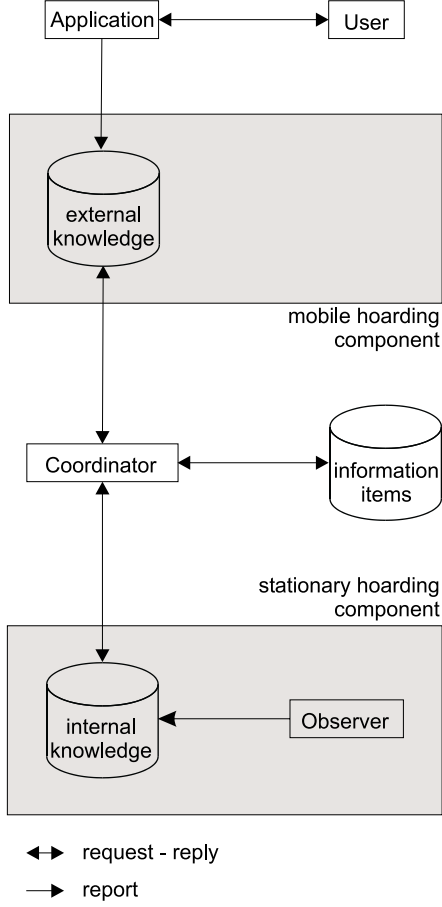 Application
User
external
knowledge
mobile hoarding
component
Coordinator
information
items
stationary hoarding
component
internal
knowledge
Observer
request - reply
report